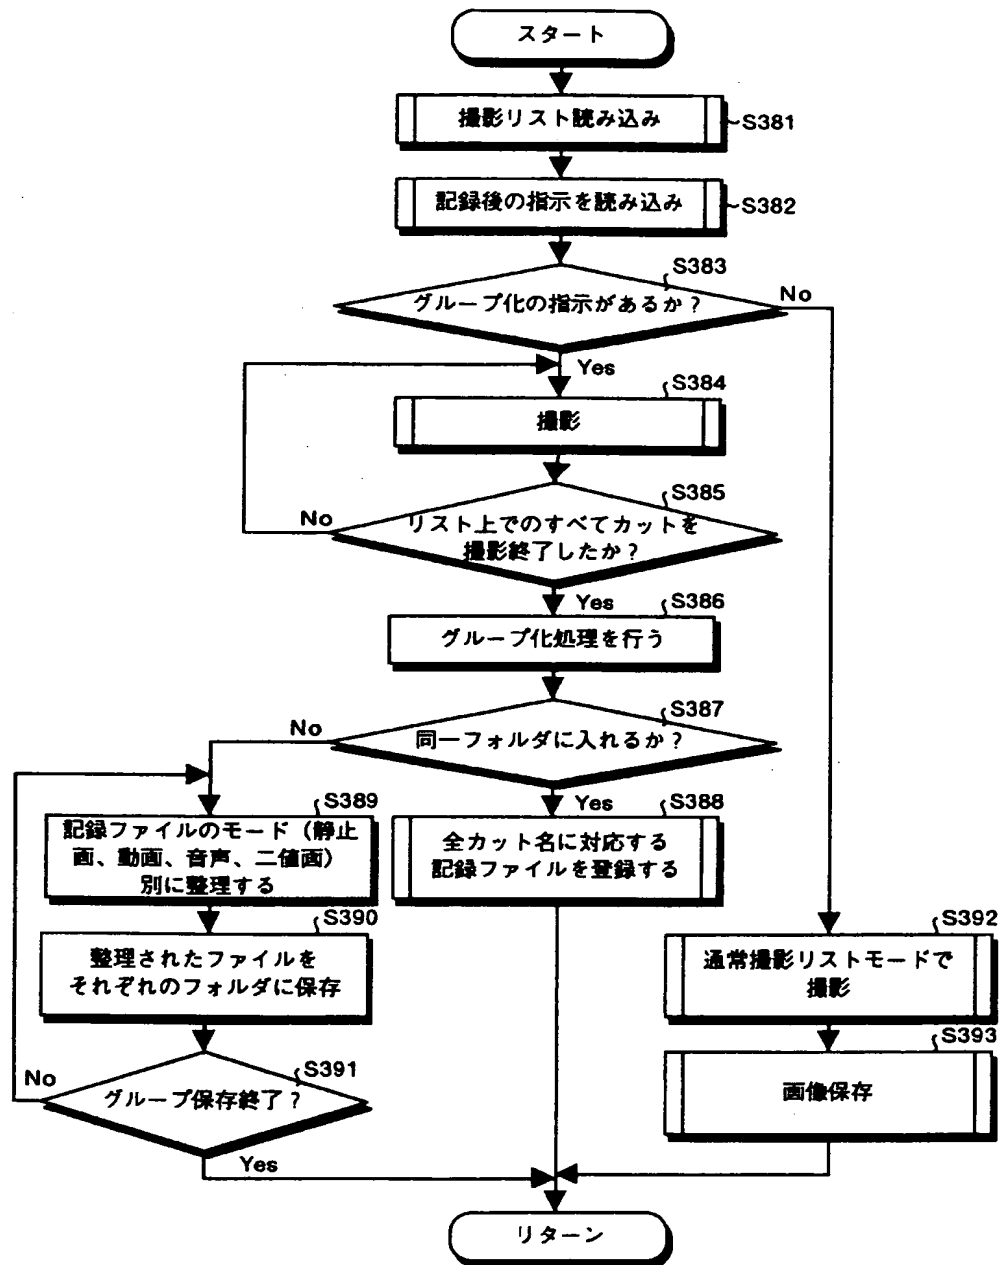 スタート
撮影リスト読み込み
S381
記録後の指示を読み込み
S382
S383
グループ化の指示があるか?
No
Yes
S384
撮影
S385
No
リスト上でのすべてカットを
撮影終了したか?
Yes
S386
グループ化処理を行う
S387
No
同一フォルダに入れるか?
Yes
S388
全カット名に対応する
記録ファイルを登録する
S389
記録ファイルのモード(静止
画、動画、音声、二値画)
別に整理する
S390
整理されたファイルを
それぞれのフォルダに保存
S391
No
グループ保存終了?
Yes
S392
通常撮影リストモードで
撮影
S393
画像保存
リターン